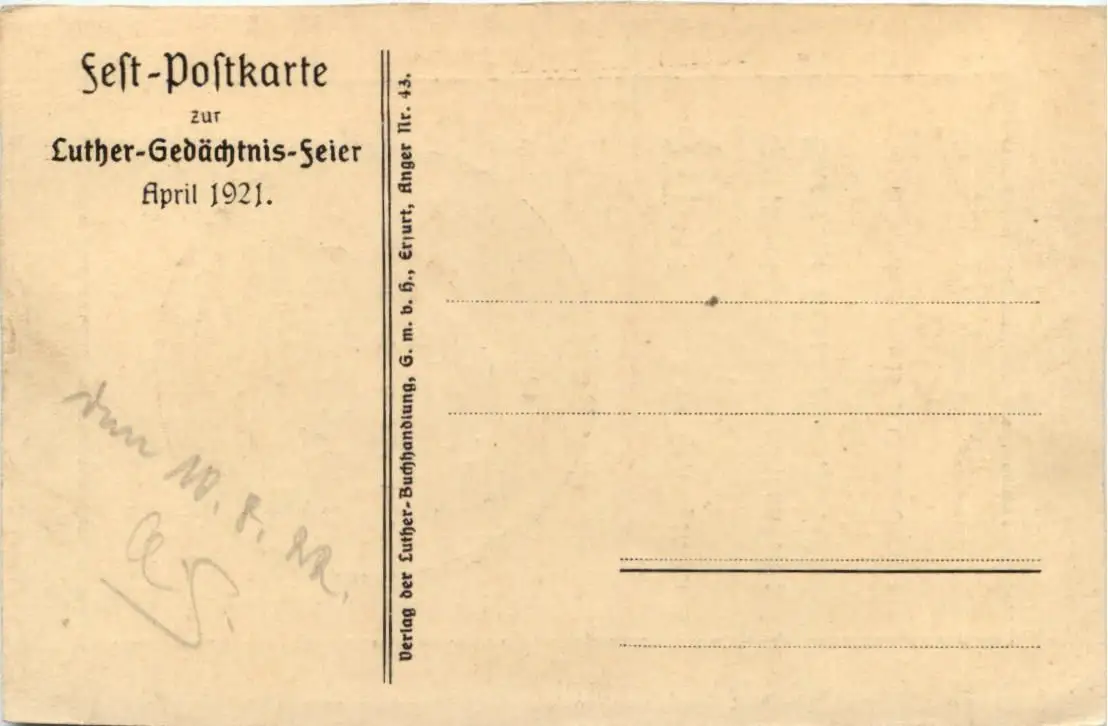 Feſt-Poſtkarte
zur
Luther-Gedächtnis-Feier
April 1921.
Verlag der Luther-Buchhandlung, G. m. b. H., Erfurt, Anger Nr. 43.
10. 8. 22.